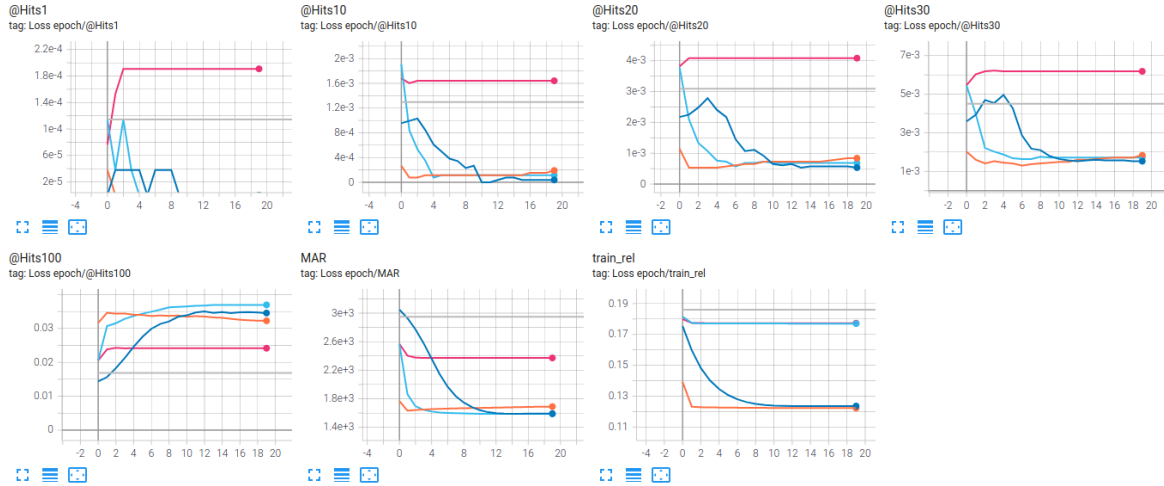 @Hits1
tag: Loss epoch/@Hits1
2.2e-4
1.8e-4
1.4e-4
1e-4
6e-5
2e-5
-4 0 4 8 12 16 20
@Hits10
tag: Loss epoch/@Hits10
2e-3
1.6e-3
1.2e-3
8e-4
4e-4
0
-4 0 4 8 12 16 20
@Hits20
tag: Loss epoch/@Hits20
4e-3
3e-3
2e-3
1e-3
0
-2 0 2 4 6 8 10 12 14 16 18 20
@Hits30
tag: Loss epoch/@Hits30
7e-3
5e-3
3e-3
1e-3
-4 -2 0 2 4 6 8 10 12 14 16 18 20
@Hits100
tag: Loss epoch/@Hits100
0.03
0.02
0.01
0
-2 0 2 4 6 8 10 12 14 16 18 20
MAR
tag: Loss epoch/MAR
3e+3
2.6e+3
2.2e+3
1.8e+3
1.4e+3
-4 0 4 8 12 16 20
train_rel
tag: Loss epoch/train_rel
0.19
0.17
0.15
0.13
0.11
-4 -2 0 2 4 6 8 10 12 14 16 18 20